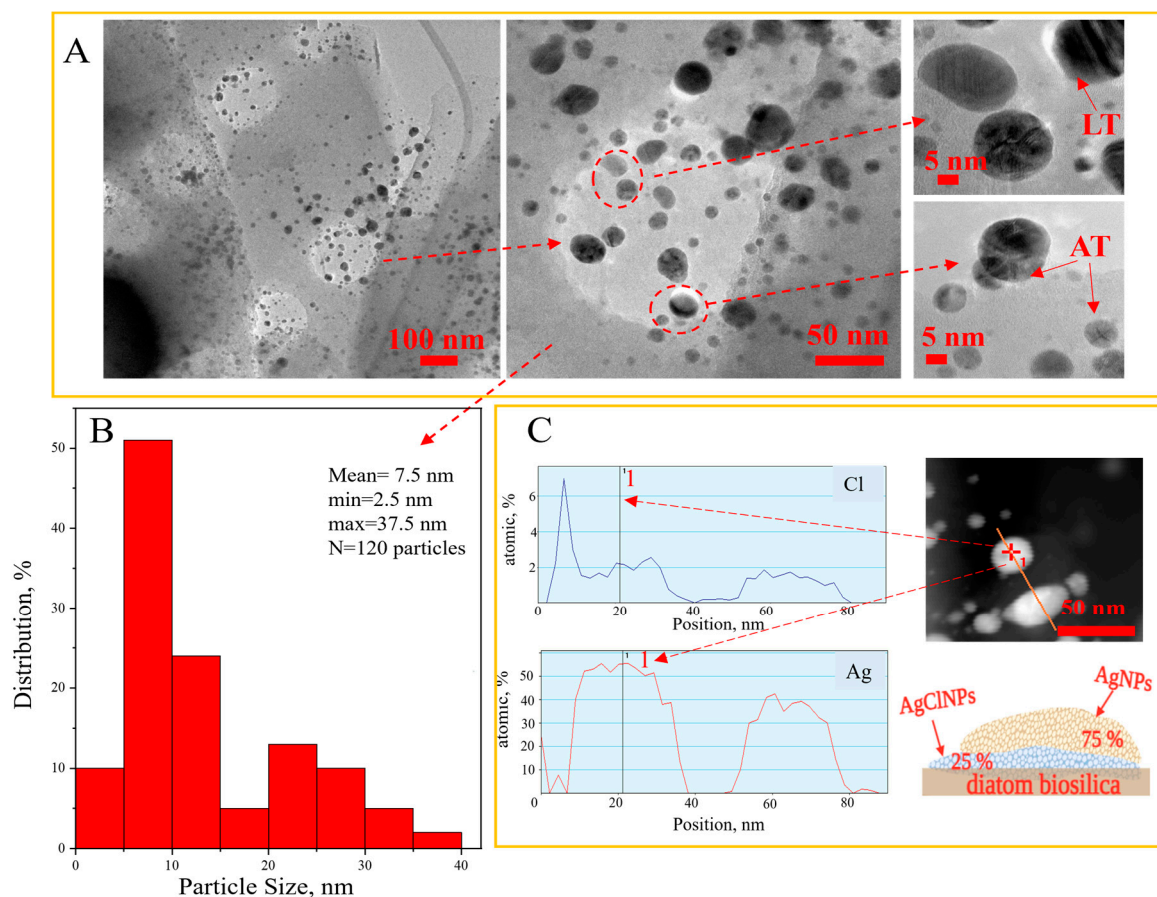 A
100 nm
50 nm
LT
5 nm
AT
5 nm
B
Mean= 7.5 nm
min=2.5 nm
max=37.5 nm
N=120 particles
Distribution, %
50
40
30
20
10
0
0
10
20
30
40
Particle Size, nm
C
Cl
1
1
atomic, %
6
4
2
0
0
20
40
60
80
Position, nm
Ag
1
1
atomic, %
50
40
30
20
10
0
20
40
60
80
Position, nm
1
50 nm
AgNPs
AgClNPs
75 %
25 %
diatom biosilica